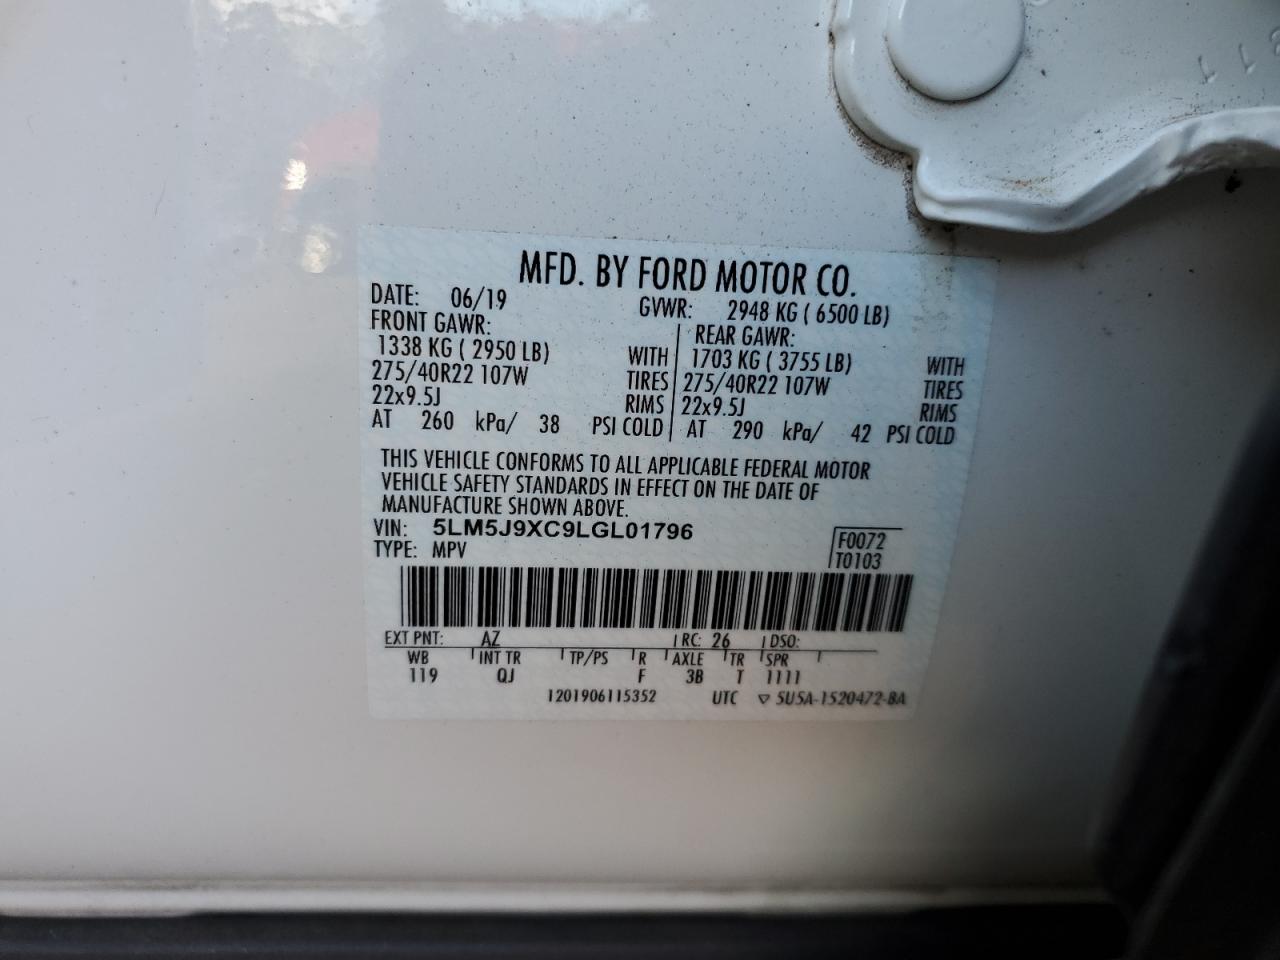 MFD. BY FORD MOTOR CO.
DATE: 06/19 GVWR: 2948 KG ( 6500 LB)
FRONT GAWR: REAR GAWR:
1338 KG ( 2950 LB) WITH 1703 KG ( 3755 LB) WITH
275/40R22 107W TIRES 275/40R22 107W TIRES
22x9.5J RIMS 22x9.5J RIMS
AT 260 kPa/ 38 PSI COLD AT 290 kPa/ 42 PSI COLD
THIS VEHICLE CONFORMS TO ALL APPLICABLE FEDERAL MOTOR
VEHICLE SAFETY STANDARDS IN EFFECT ON THE DATE OF
MANUFACTURE SHOWN ABOVE.
VIN: 5LM5J9XC9LGL01796 F0072
TYPE: MPV T0103
EXT PNT: AZ RC: 26 DSO:
WB INT TR TP/PS R AXLE TR SPR
119 QJ F 3B T 1111
1201906115352 UTC ▽ 5U5A-1520472-BA